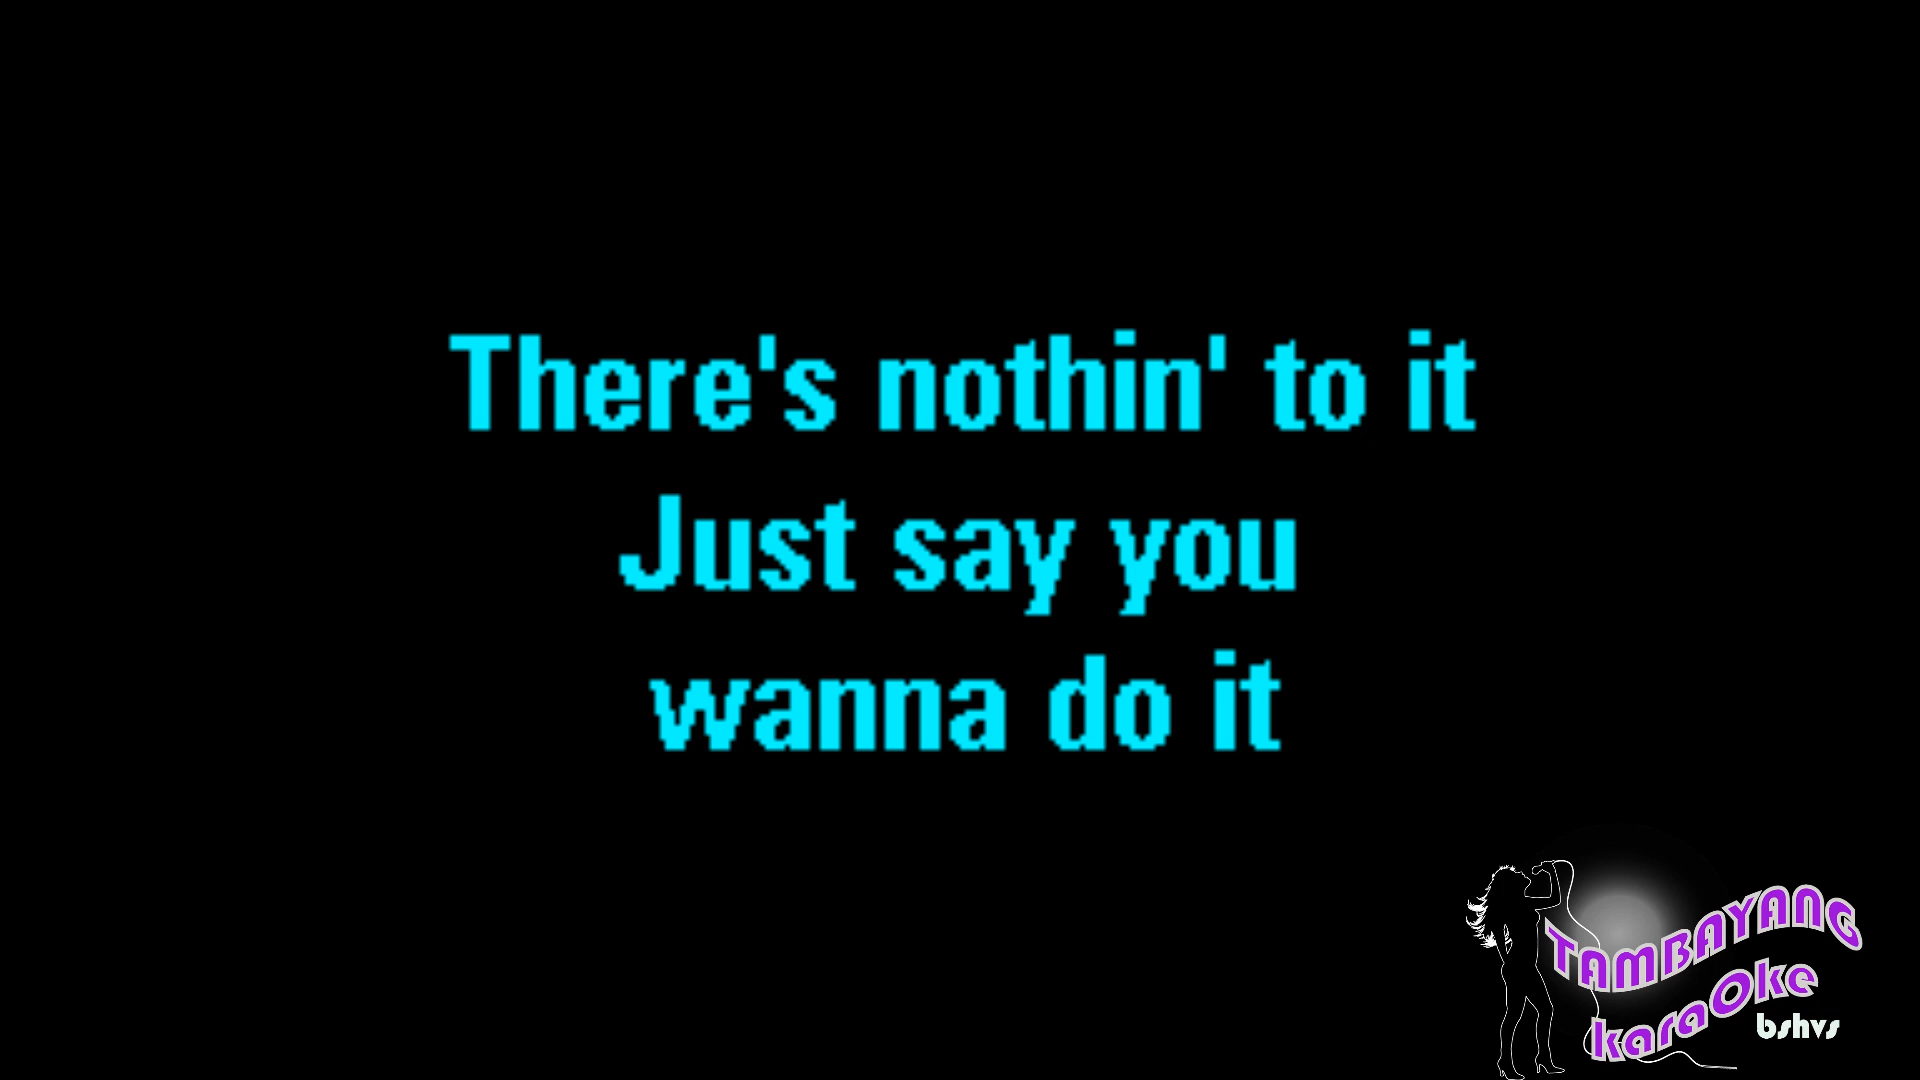 There's nothin' to it
Just say you
wanna do it
TAMBAYANG
karaOke
bshvs